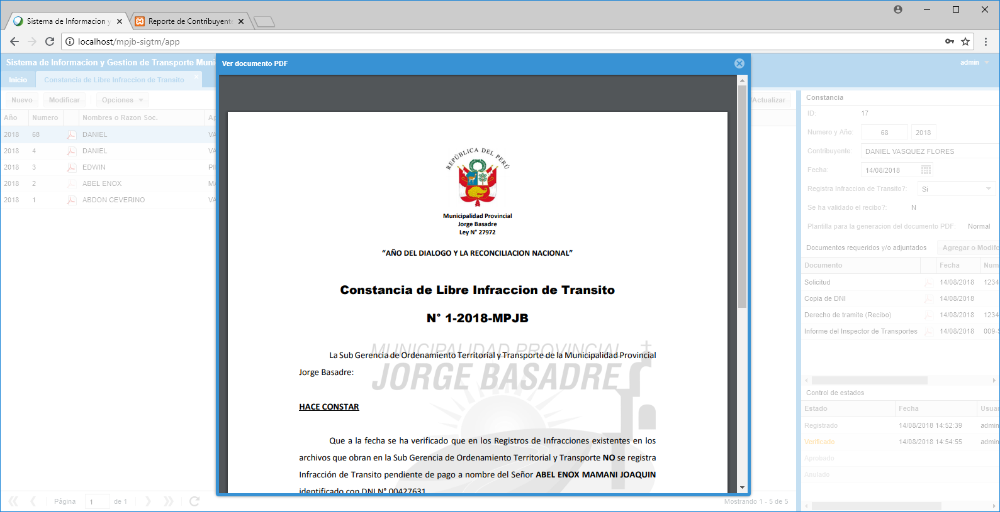 Sistema de Informacion y
Reporte de Contribuyente
localhost/mpjb-sigtm/app
Sistema de Informacion y Gestion de Transporte Muni
admin
Inicio
Constancia de Libre Infraccion de Transito
Nuevo
Modificar
Opciones
Actualizar
Año Numero Nombres o Razon Soc. Ap
2018 68 DANIEL VA
2018 4 DANIEL VA
2018 3 EDWIN PI
2018 2 ABEL ENOX MA
2018 1 ABDON CEVERINO VA
Página 1 de 1
Mostrando 1 - 5 de 5
Ver documento PDF
REPÚBLICA DEL PERÚ
Municipalidad Provincial
Jorge Basadre
Ley N° 27972
“AÑO DEL DIALOGO Y LA RECONCILIACION NACIONAL”
Constancia de Libre Infraccion de Transito
N° 1-2018-MPJB
MUNICIPALIDAD PROVINCIAL
JORGE BASADRE
La Sub Gerencia de Ordenamiento Territorial y Transporte de la Municipalidad Provincial
Jorge Basadre:
HACE CONSTAR
Que a la fecha se ha verificado que en los Registros de Infracciones existentes en los
archivos que obran en la Sub Gerencia de Ordenamiento Territorial y Transporte NO se registra
Infracción de Transito pendiente de pago a nombre del Señor ABEL ENOX MAMANI JOAQUIN
identificado con DNI N° 00427631
Constancia
ID: 17
Numero y Año: 68 2018
Contribuyente: DANIEL VASQUEZ FLORES
Fecha: 14/08/2018
Registra Infraccion de Transito?: Si
Se ha validado el recibo?: N
Plantilla para la generacion del documento PDF: Normal
Documentos requeridos y/o adjuntados Agregar o Modifc
Documento Fecha Num
Solicitud 14/08/2018 1234
Copia de DNI 14/08/2018
Derecho de tramite (Recibo) 14/08/2018 1234
Informe del Inspector de Transportes 14/08/2018 009-S
Control de estados
Estado Fecha Usuar
Registrado 14/08/2018 14:52:39 admin
Verificado 14/08/2018 14:54:55 admin
Aprobado
Anulado